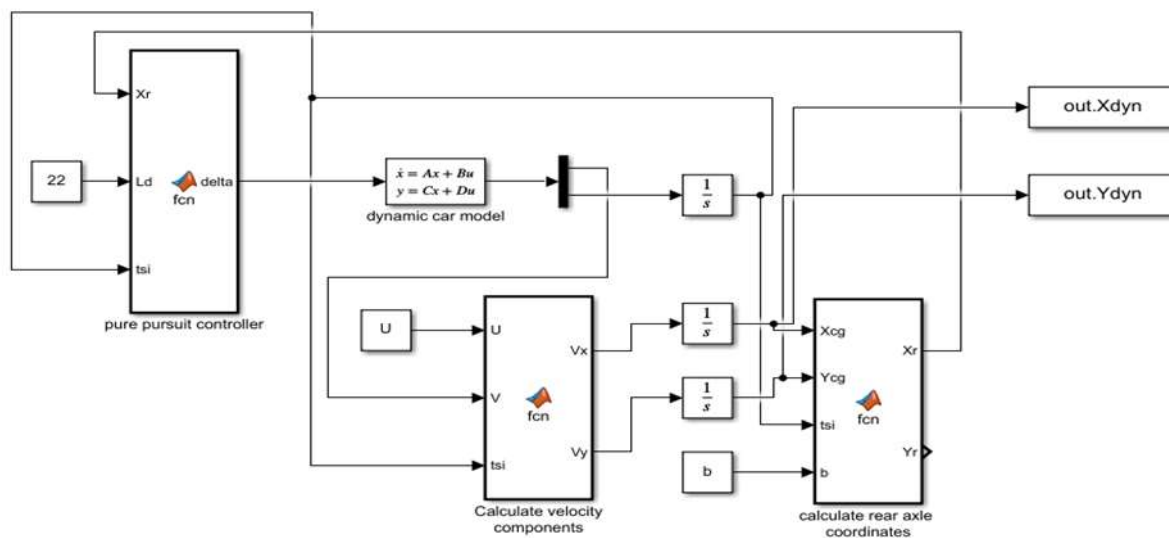 Xr
22
Ld
fcn
delta
tsi
pure pursuit controller
ẋ = Ax + Bu
y = Cx + Du
dynamic car model
1
s
out.Xdyn
out.Ydyn
U
U
V
tsi
fcn
Vx
Vy
Calculate velocity
components
1
s
1
s
b
Xcg
Ycg
tsi
b
fcn
Xr
Yr
calculate rear axle
coordinates